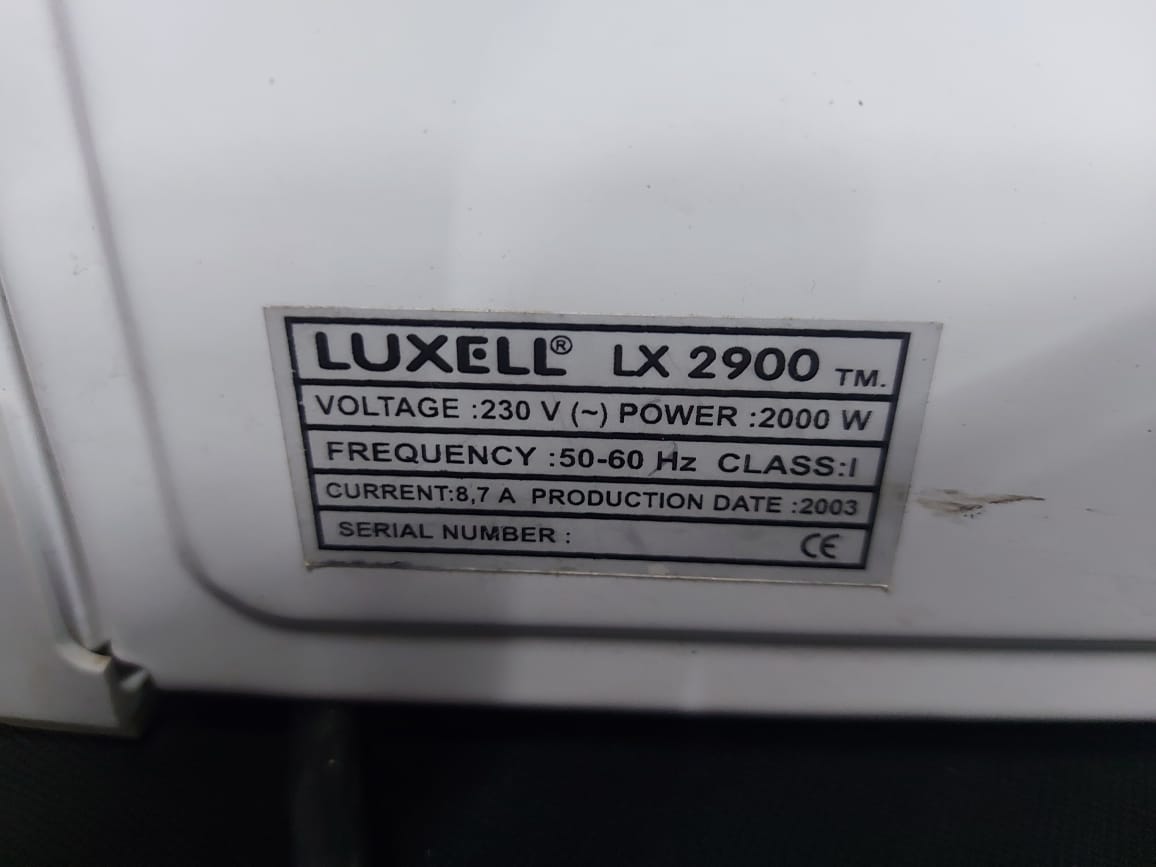 LUXELL® LX 2900 TM.
VOLTAGE :230 V (~) POWER :2000 W
FREQUENCY :50-60 Hz CLASS:I
CURRENT:8,7 A PRODUCTION DATE :2003
SERIAL NUMBER : CE